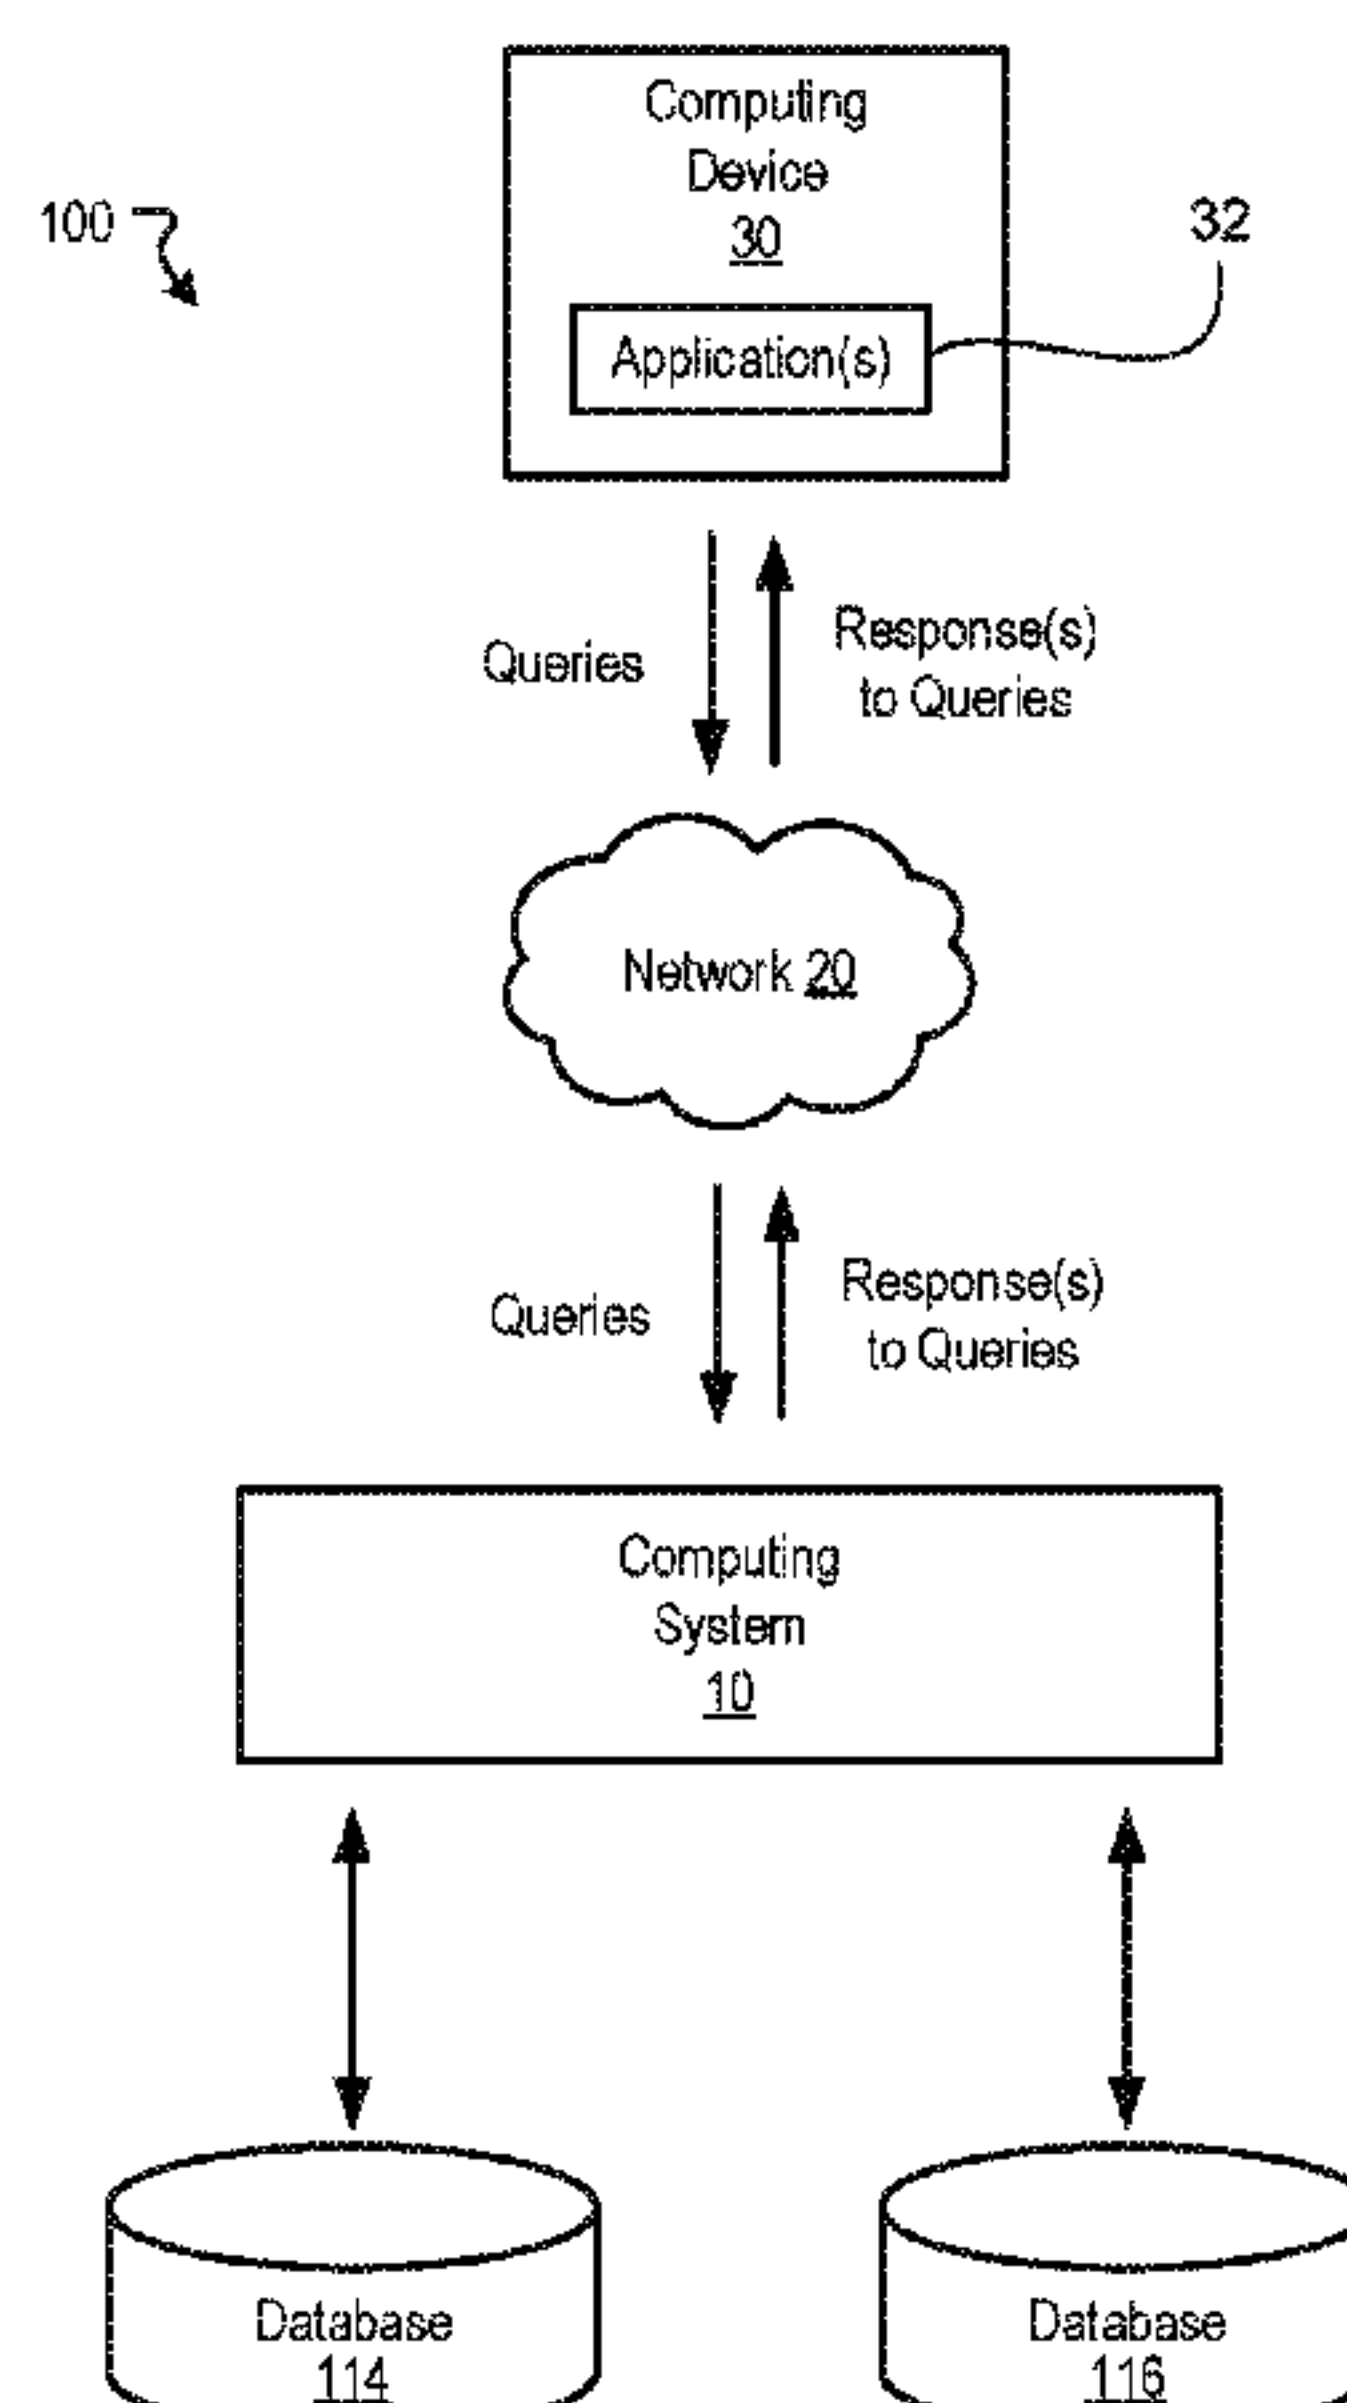 Computing
Device
30
100
32
Application(s)
Queries
Response(s)
to Queries
Network 20
Queries
Response(s)
to Queries
Computing
System
10
Database
114
Database
116